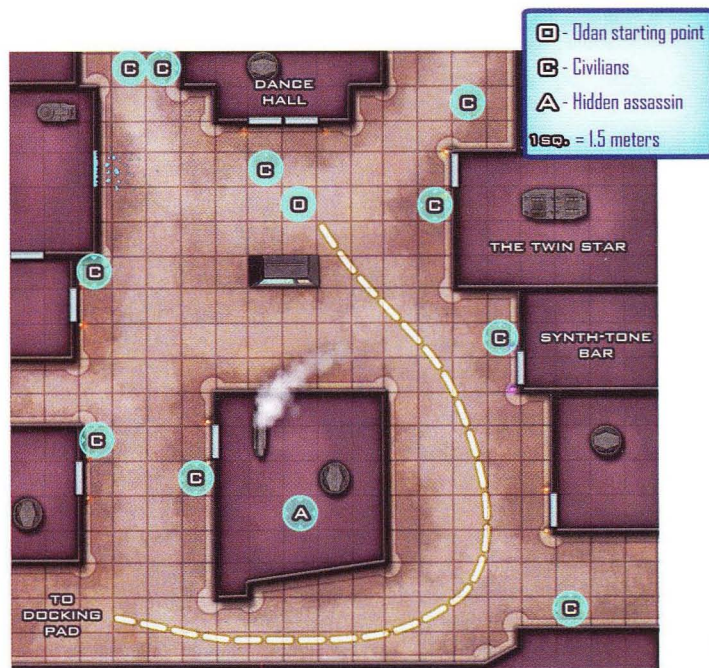 O - Odan starting point
C - Civilians
A - Hidden assassin
1 SQ. = 1.5 meters
C C
DANCE
HALL
C
C
O
C
THE TWIN STAR
C
C
SYNTH-TONE
BAR
C
C
A
TO
DOCKING
PAD
C